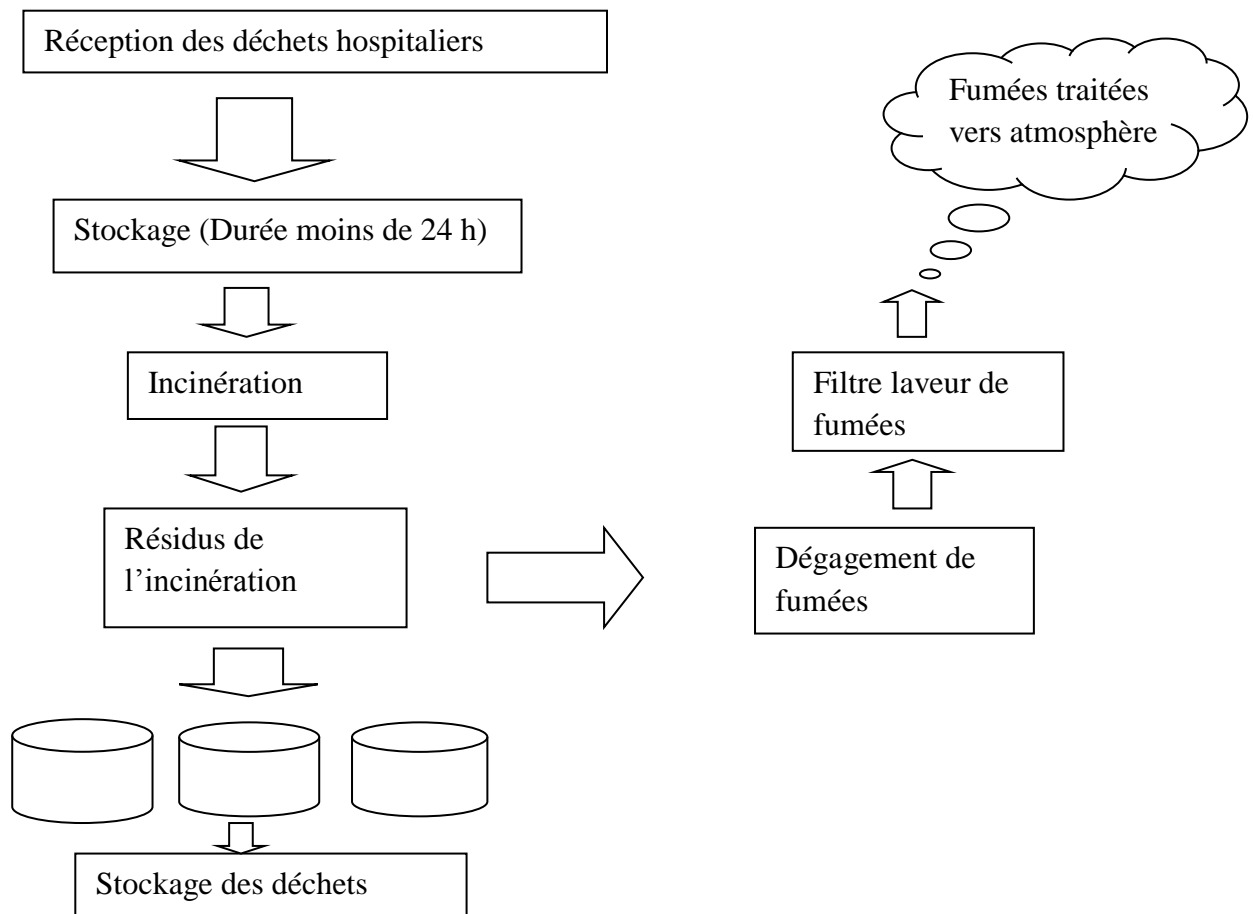 Réception des déchets hospitaliers
Stockage (Durée moins de 24 h)
Incinération
Résidus de
l’incinération
Stockage des déchets
Dégagement de
fumées
Filtre laveur de
fumées
Fumées traitées
vers atmosphère